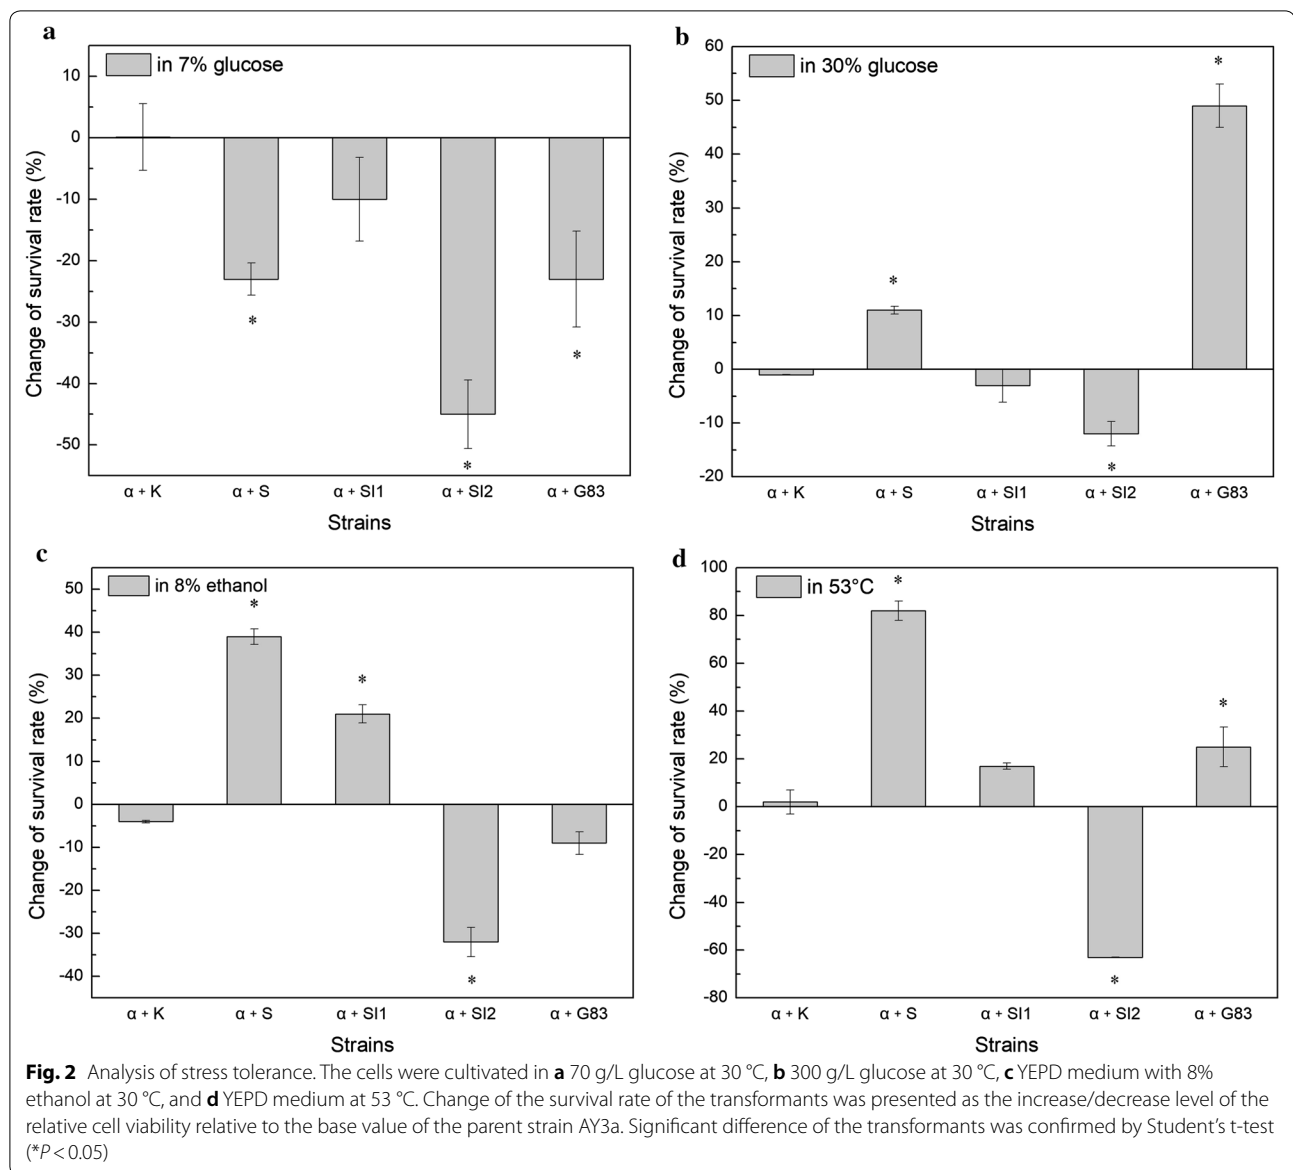 a
in 7% glucose
Change of survival rate (%)
10
0
-10
-20
-30
-40
-50
*
*
*
α + K
α + S
α + SI1
α + SI2
α + G83
Strains
b
in 30% glucose
Change of survival rate (%)
60
50
40
30
20
10
0
-10
-20
*
*
*
α + K
α + S
α + SI1
α + SI2
α + G83
Strains
c
in 8% ethanol
Change of survival rate (%)
50
40
30
20
10
0
-10
-20
-30
-40
*
*
*
α + K
α + S
α + SI1
α + SI2
α + G83
Strains
d
in 53°C
Change of survival rate (%)
100
80
60
40
20
0
-20
-40
-60
-80
*
*
*
α + K
α + S
α + SI1
α + SI2
α + G83
Strains
Fig. 2 Analysis of stress tolerance. The cells were cultivated in a 70 g/L glucose at 30 °C, b 300 g/L glucose at 30 °C, c YEPD medium with 8%
ethanol at 30 °C, and d YEPD medium at 53 °C. Change of the survival rate of the transformants was presented as the increase/decrease level of the
relative cell viability relative to the base value of the parent strain AY3a. Significant difference of the transformants was confirmed by Student's t-test
(*P < 0.05)